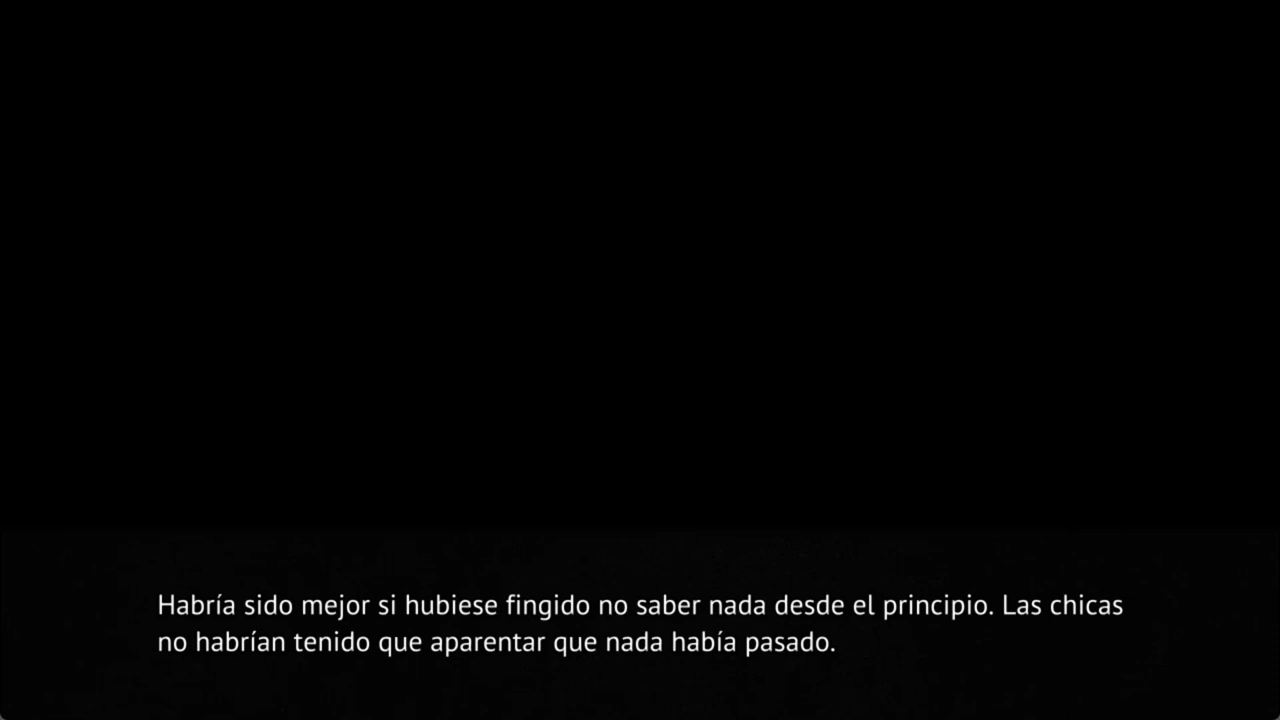 Habría sido mejor si hubiese fingido no saber nada desde el principio. Las chicas
no habrían tenido que aparentar que nada había pasado.